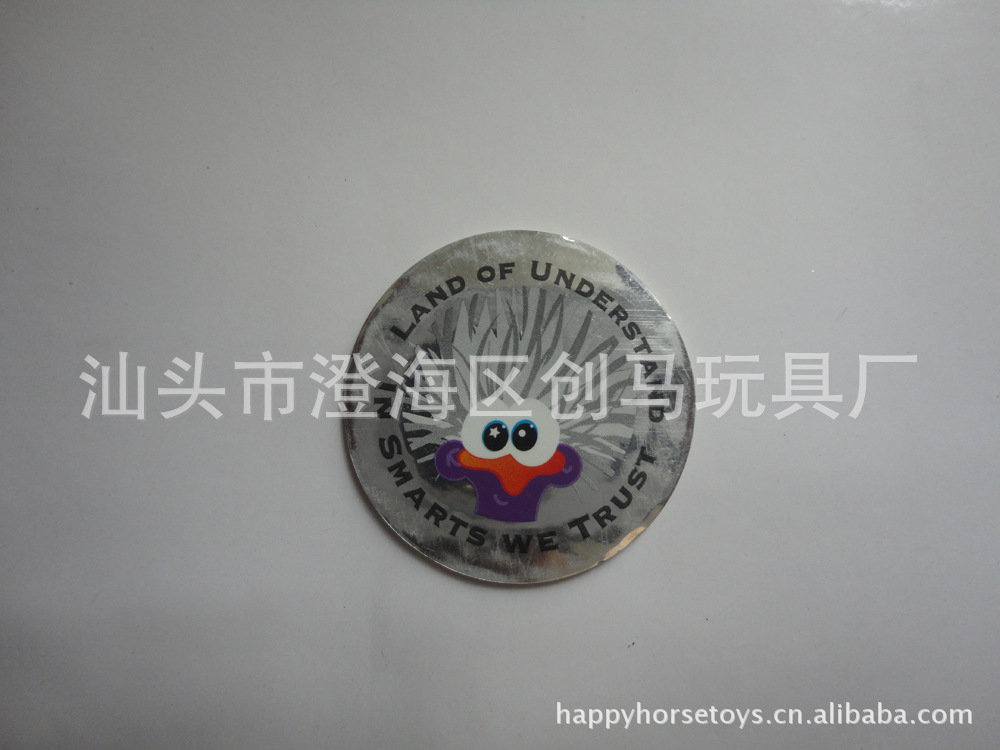 LAND OF UNDERSTAND
IN SMARTS WE TRUST
汕头市澄海区创马玩具厂
happyhorsetoys.cn.alibaba.com